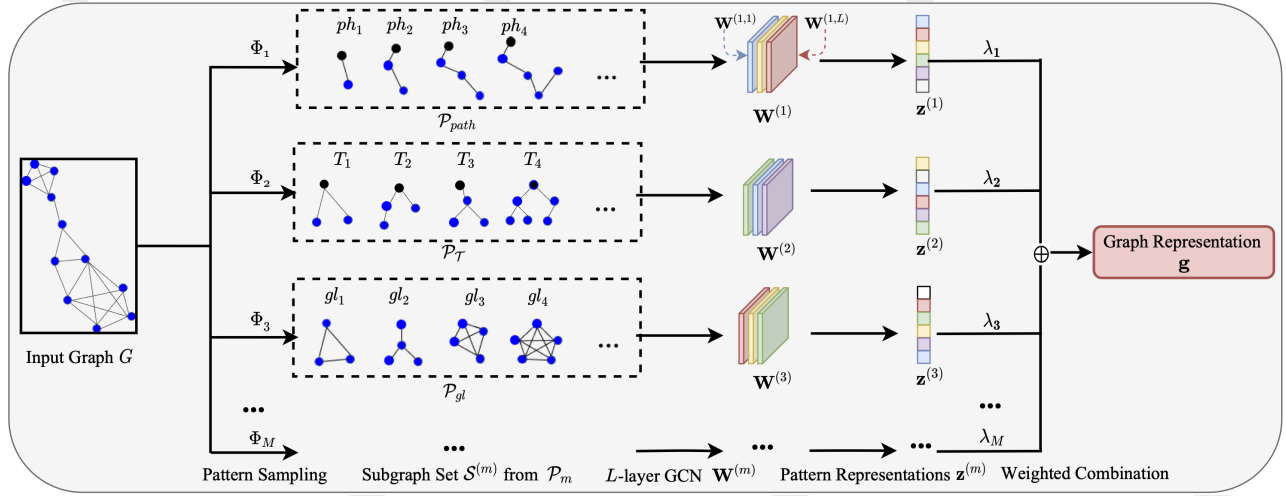 Φ₁ ph₁ ph₂ ph₃ ph₄ ... W⁽¹,¹⁾ W⁽¹,ᴸ⁾ λ₁
𝒫_path W⁽¹⁾ z⁽¹⁾
Φ₂ T₁ T₂ T₃ T₄ ... λ₂
𝒫_𝒯 W⁽²⁾ z⁽²⁾
⊕ Graph Representation
g
Φ₃ gl₁ gl₂ gl₃ gl₄ ... λ₃
Input Graph G
𝒫_gl W⁽³⁾ z⁽³⁾
... ...
Φ_M ... ... ... λ_M
Pattern Sampling Subgraph Set 𝒮⁽ᵐ⁾ from 𝒫ₘ L-layer GCN W⁽ᵐ⁾ Pattern Representations z⁽ᵐ⁾ Weighted Combination